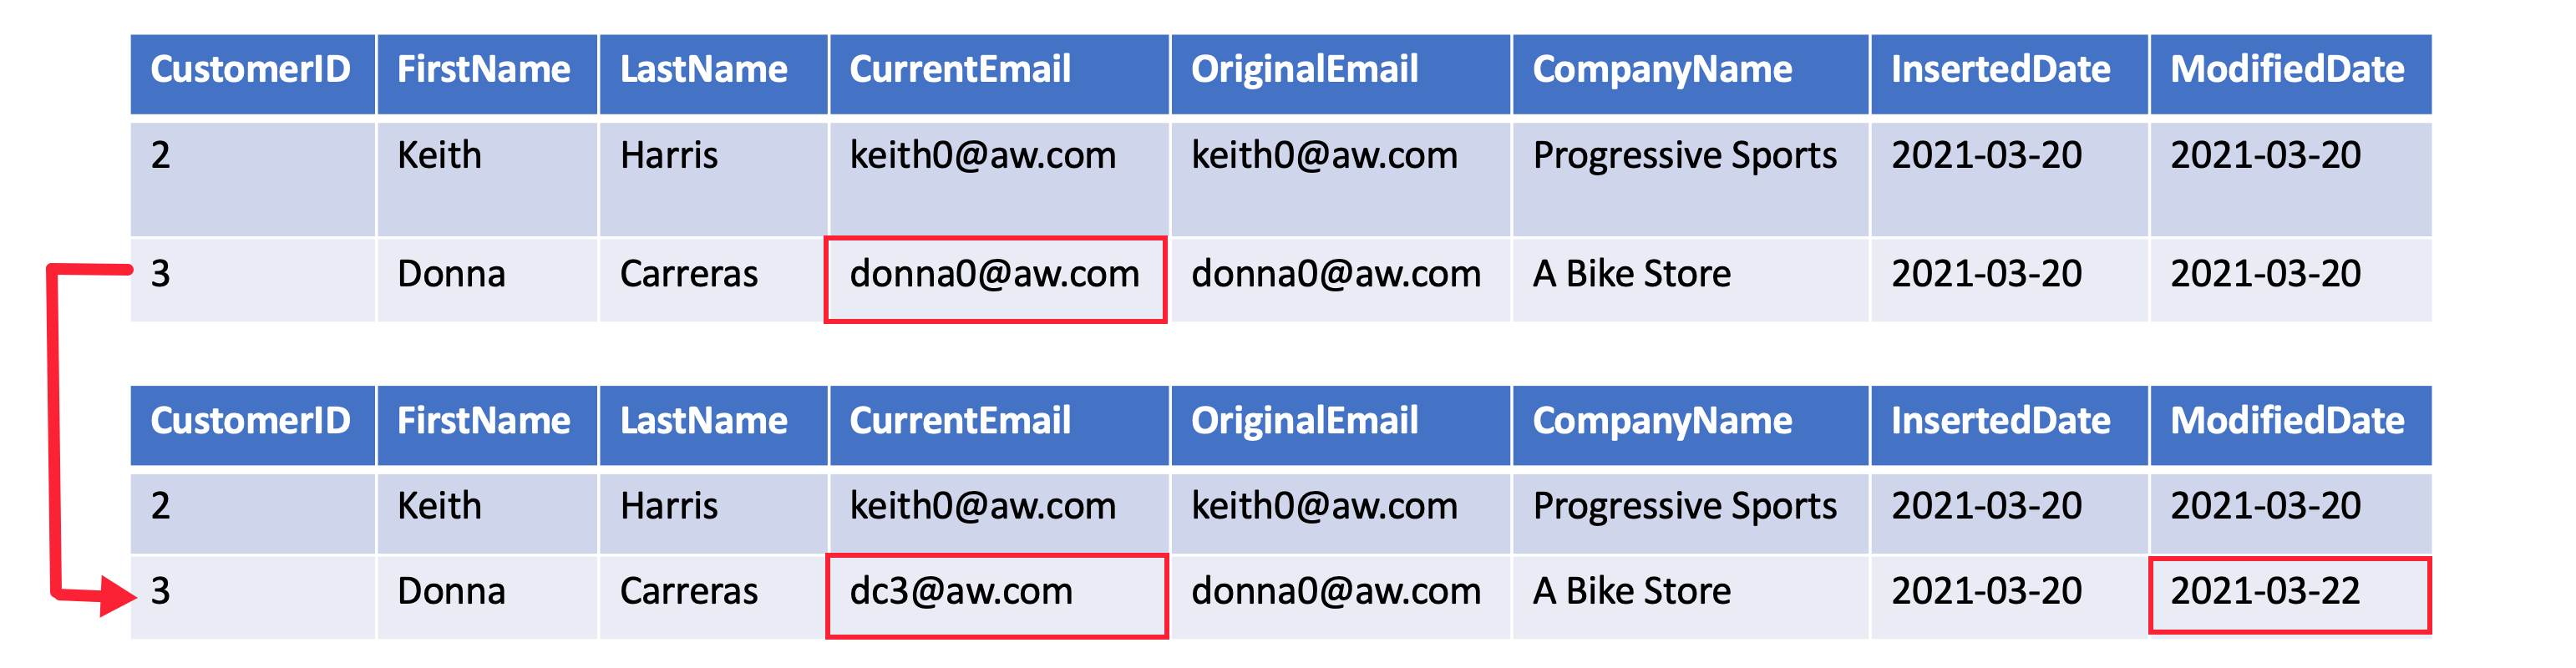 CustomerID FirstName LastName CurrentEmail OriginalEmail CompanyName InsertedDate ModifiedDate
2 Keith Harris keith0@aw.com keith0@aw.com Progressive Sports 2021-03-20 2021-03-20
3 Donna Carreras donna0@aw.com donna0@aw.com A Bike Store 2021-03-20 2021-03-20
CustomerID FirstName LastName CurrentEmail OriginalEmail CompanyName InsertedDate ModifiedDate
2 Keith Harris keith0@aw.com keith0@aw.com Progressive Sports 2021-03-20 2021-03-20
3 Donna Carreras dc3@aw.com donna0@aw.com A Bike Store 2021-03-20 2021-03-22